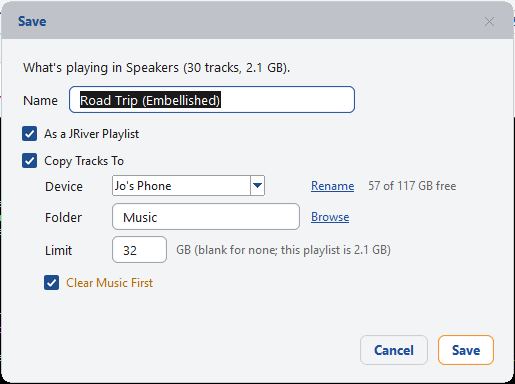 Save
What's playing in Speakers (30 tracks, 2.1 GB).
Name Road Trip (Embellished)
As a JRiver Playlist
Copy Tracks To
Device Jo's Phone Rename 57 of 117 GB free
Folder Music Browse
Limit 32 GB (blank for none; this playlist is 2.1 GB)
Clear Music First
Cancel Save